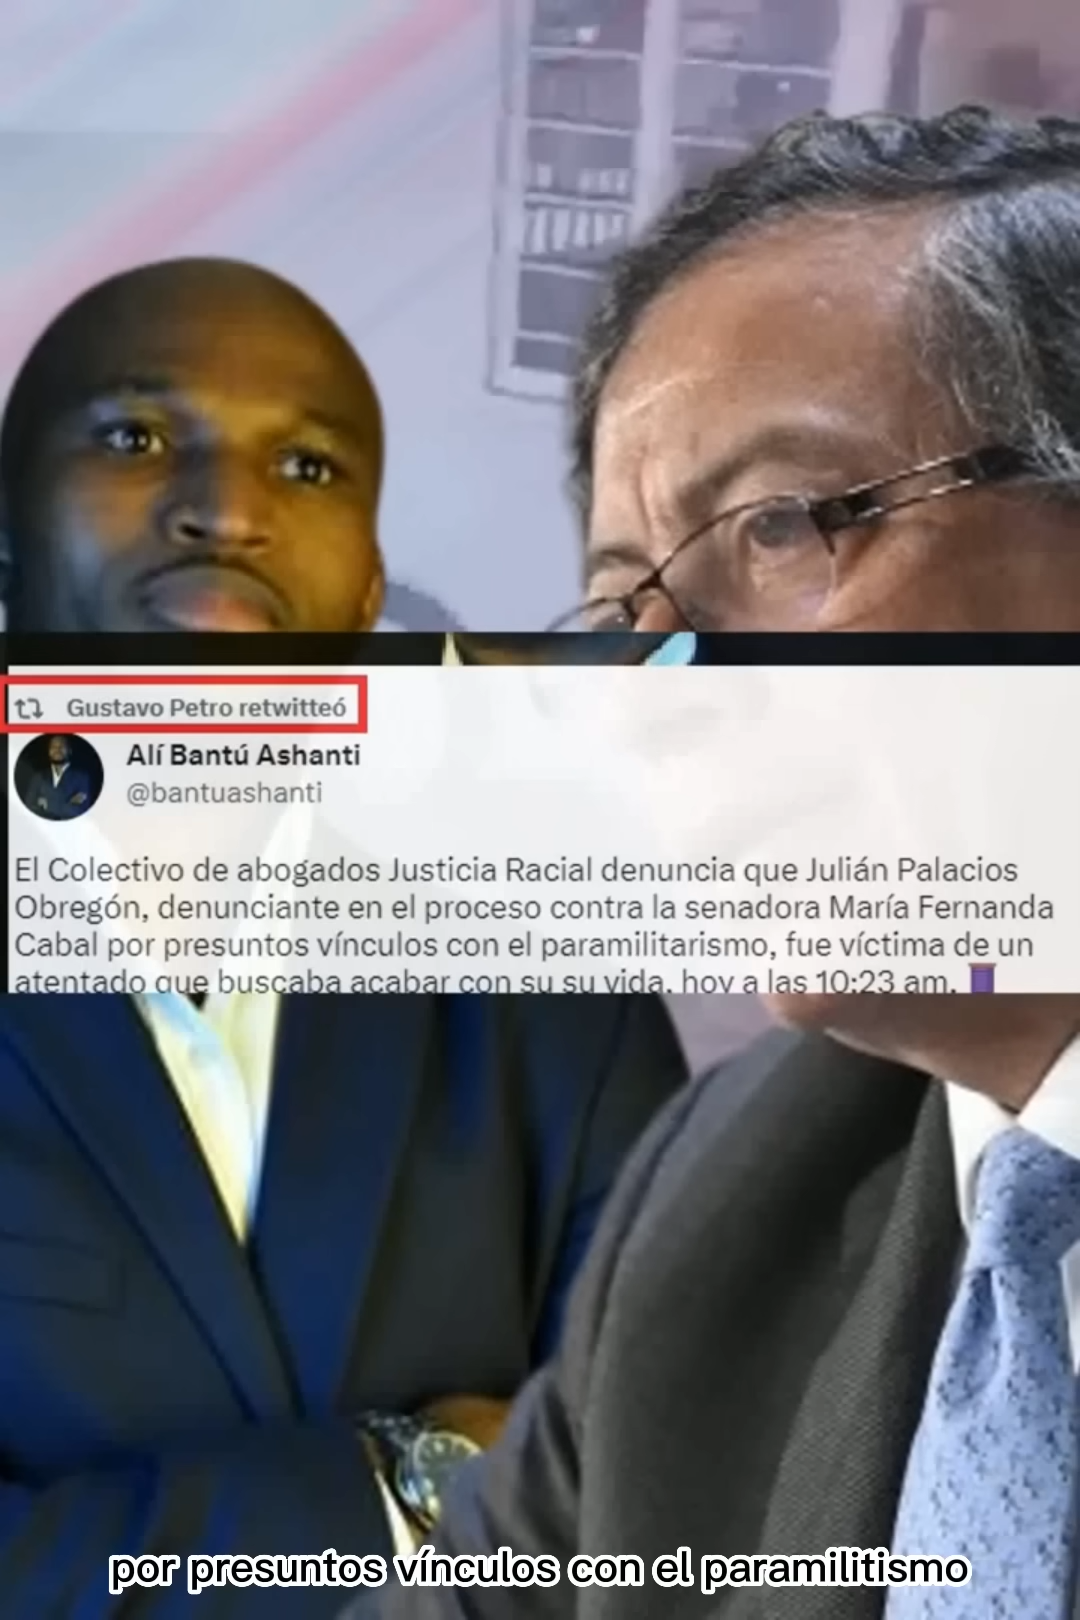 Gustavo Petro retwitteó
Alí Bantú Ashanti
@bantuashanti
El Colectivo de abogados Justicia Racial denuncia que Julián Palacios
Obregón, denunciante en el proceso contra la senadora María Fernanda
Cabal por presuntos vínculos con el paramilitarismo, fue víctima de un
atentado que buscaba acabar con su su vida, hoy a las 10:23 am.
por presuntos vínculos con el paramilitismo